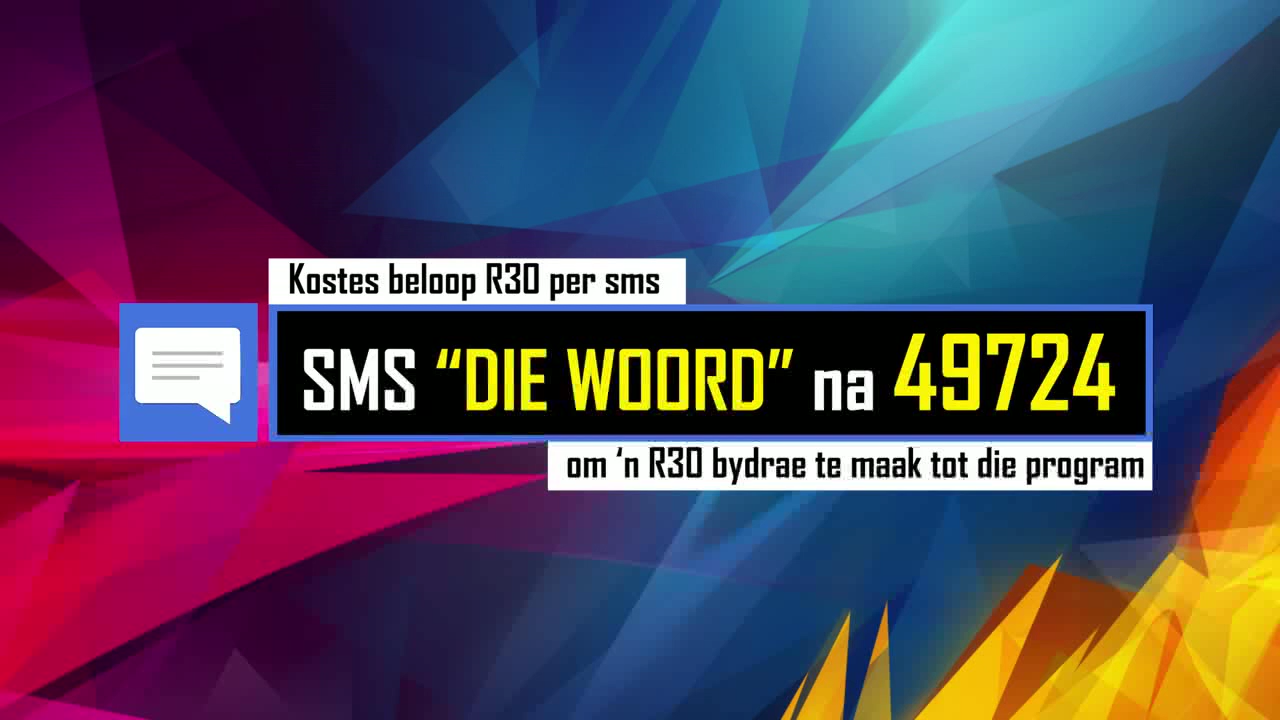 Kostes beloop R30 per sms
SMS “DIE WOORD” na 49724
om ‘n R30 bydrae te maak tot die program